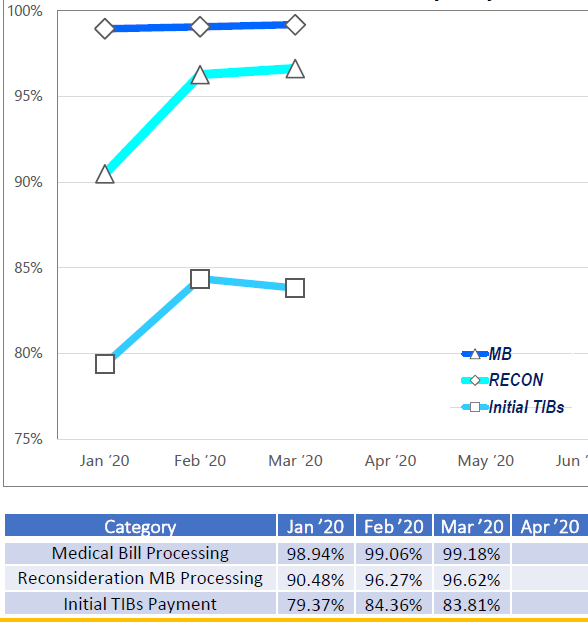 100%
95%
90%
85%
80%
75%
MB
RECON
Initial TIBs
Jan '20 Feb '20 Mar '20 Apr '20 May '20 Jun '
Category Jan '20 Feb '20 Mar '20 Apr '20
Medical Bill Processing 98.94% 99.06% 99.18%
Reconsideration MB Processing 90.48% 96.27% 96.62%
Initial TIBs Payment 79.37% 84.36% 83.81%